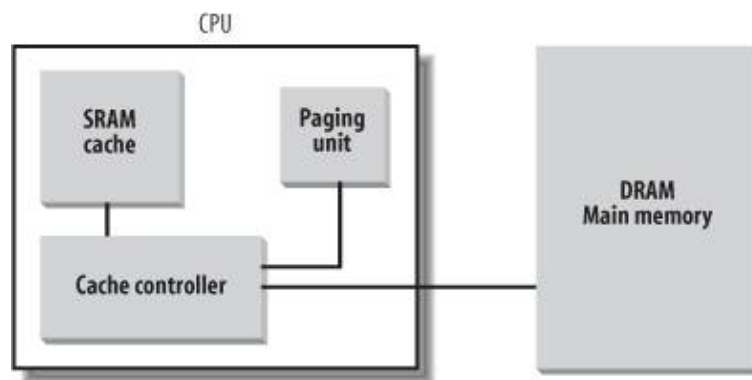 CPU
SRAM
cache
Paging
unit
DRAM
Main memory
Cache controller